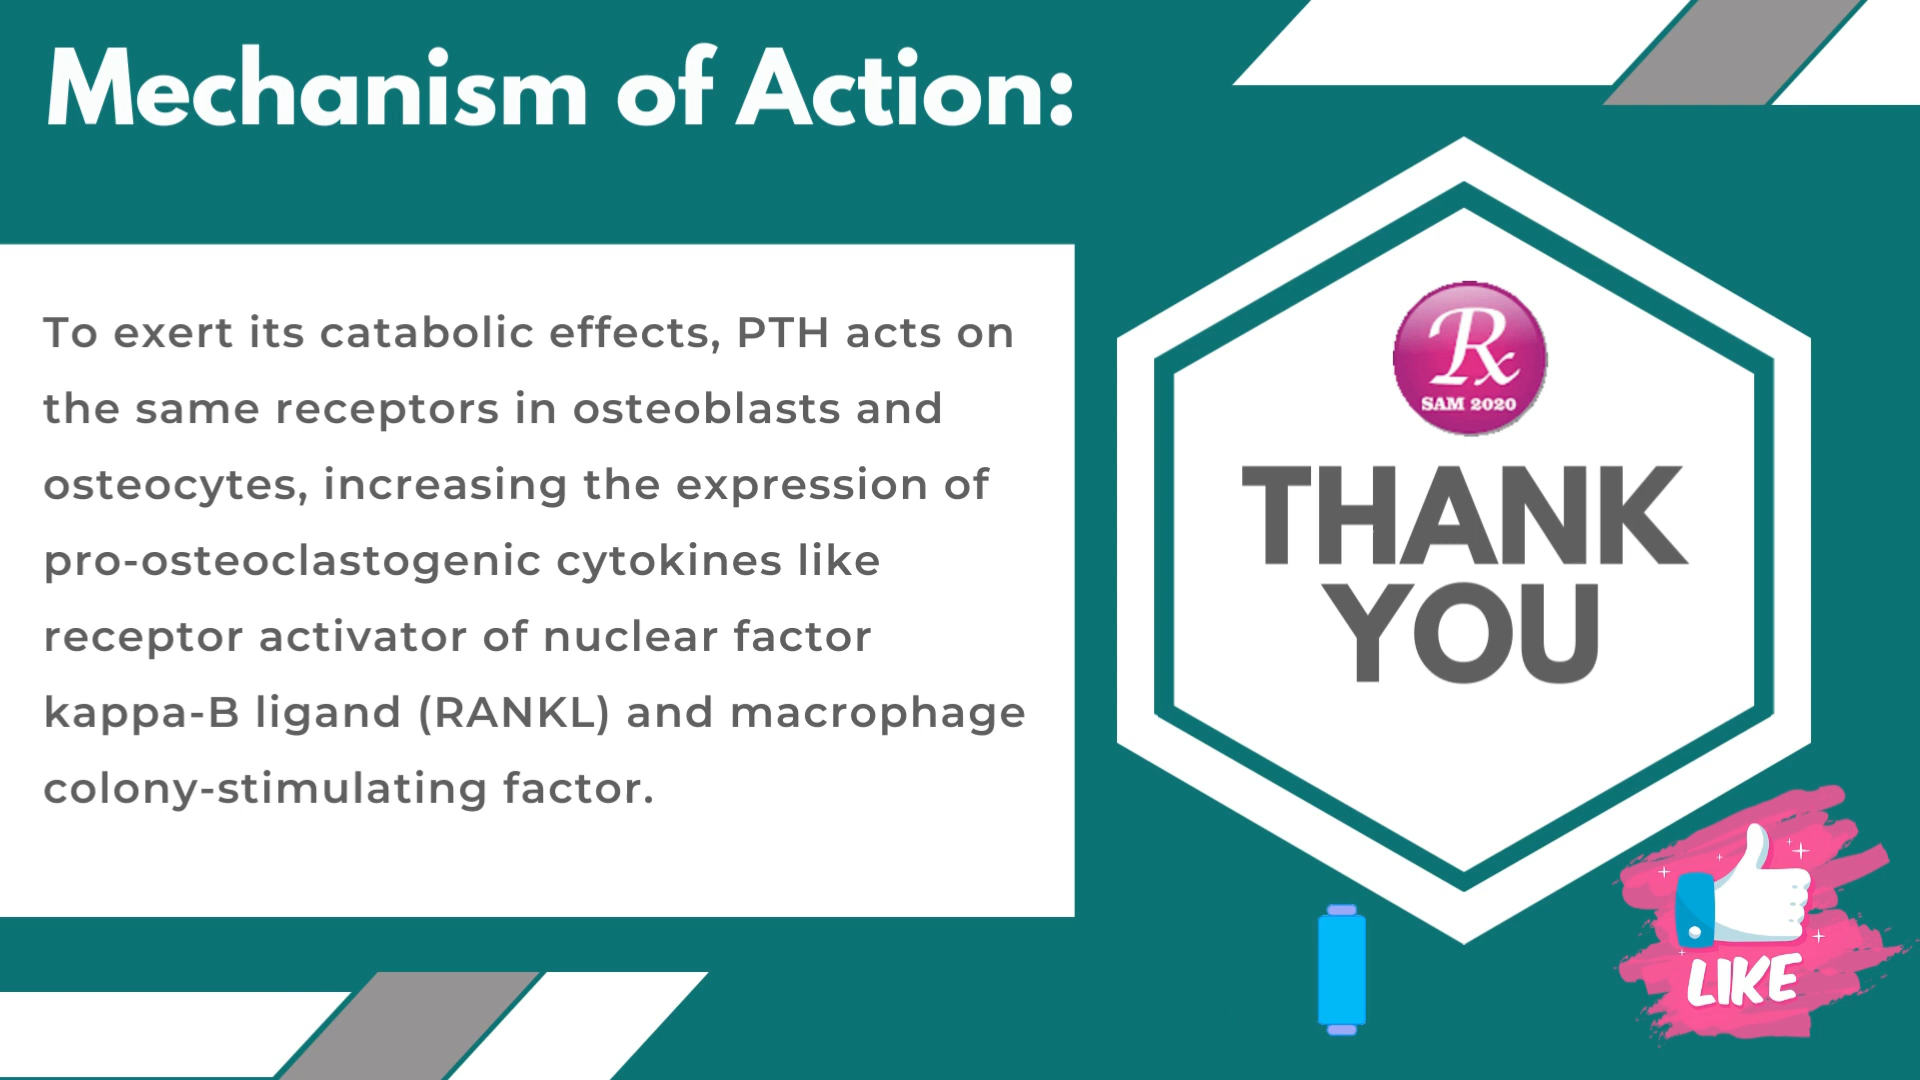 Mechanism of Action:
To exert its catabolic effects, PTH acts on
the same receptors in osteoblasts and
osteocytes, increasing the expression of
pro-osteoclastogenic cytokines like
receptor activator of nuclear factor
kappa-B ligand (RANKL) and macrophage
colony-stimulating factor.
Rx
SAM 2020
THANK
YOU
LIKE